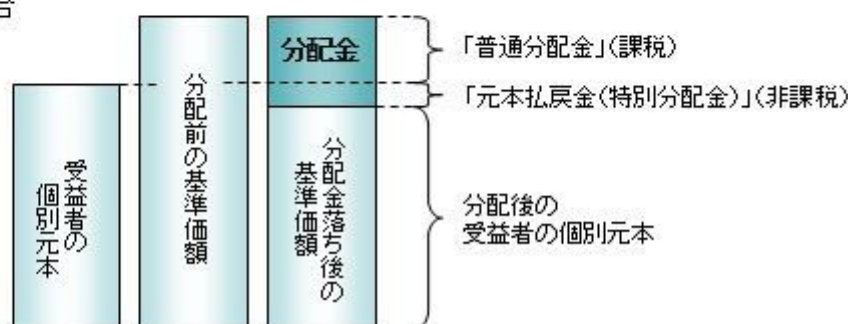 分配金
「普通分配金」(課税)
「元本払戻金(特別分配金)」(非課税)
受益者の
個別元本
分配前の基準価額
分配金落ち後の
基準価額
分配後の
受益者の個別元本